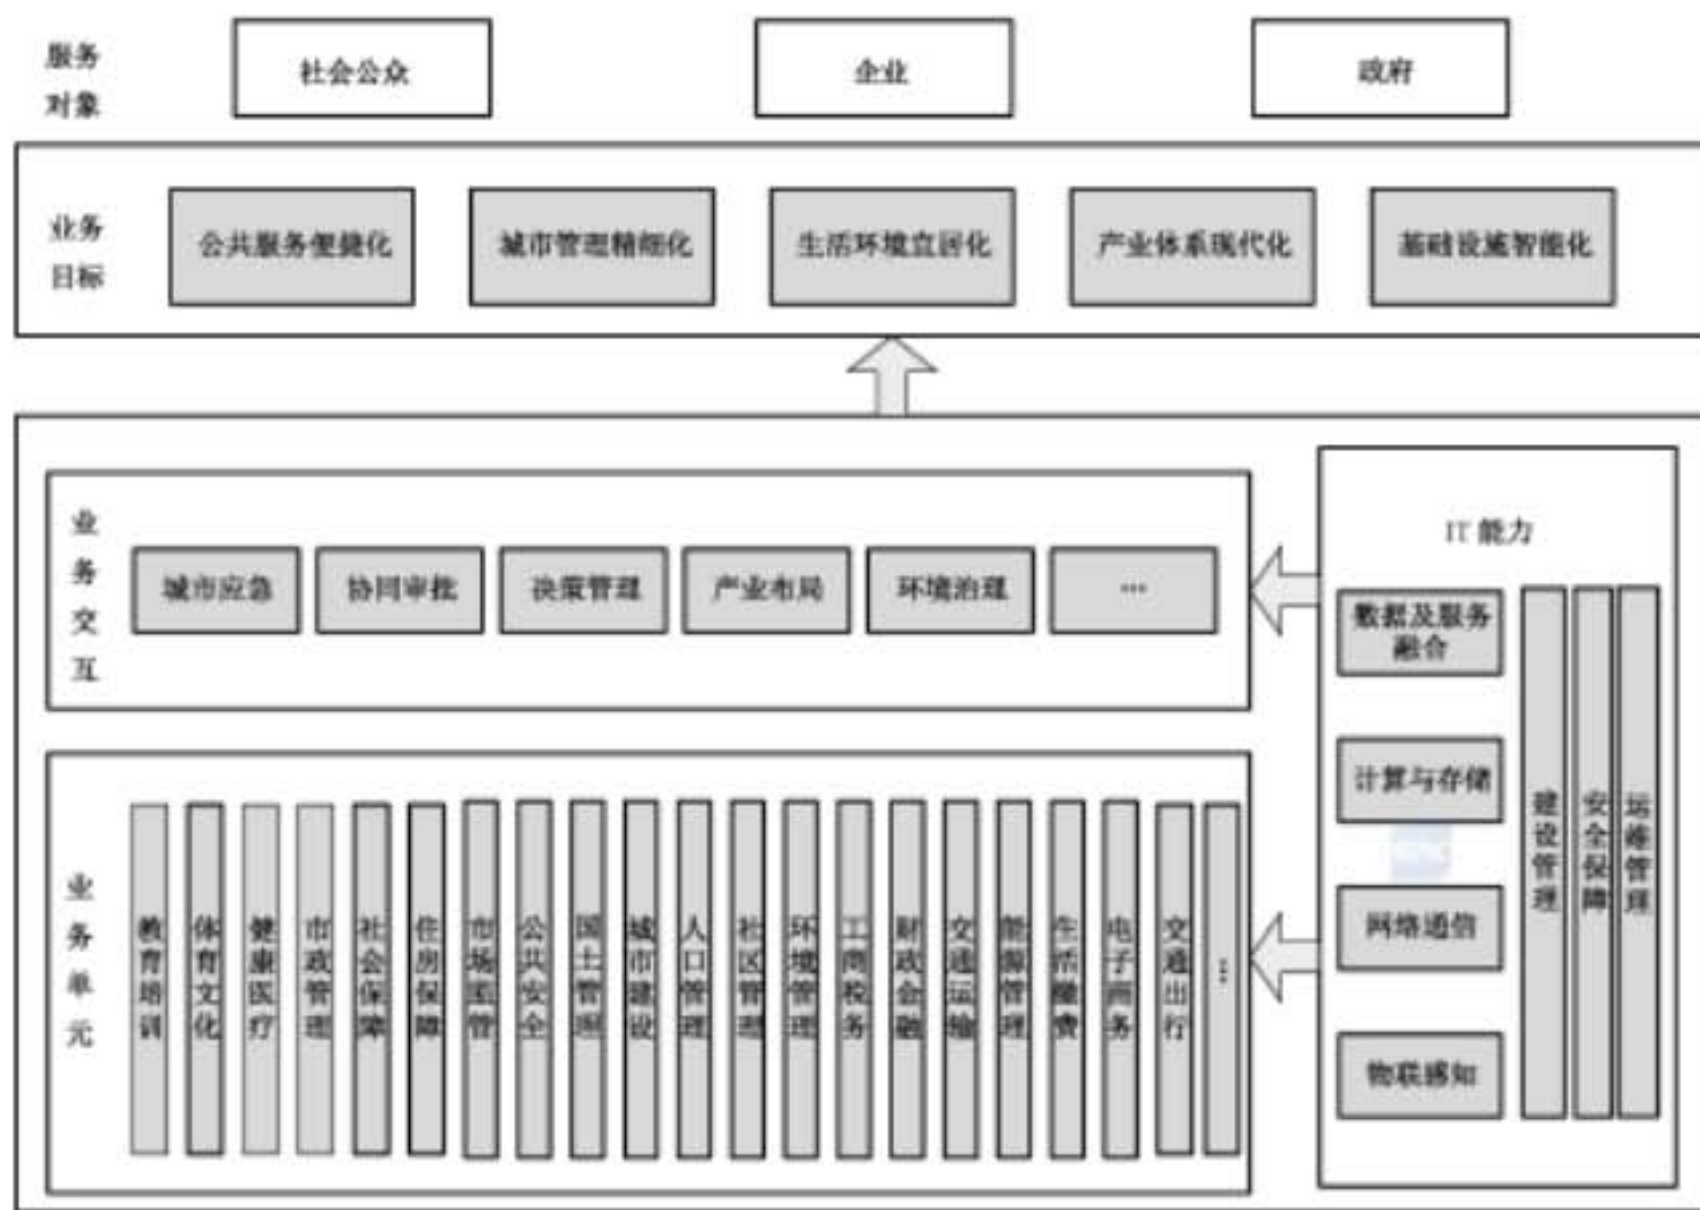 服务
对象
社会公众
企业
政府
业务
目标
公共服务便捷化
城市管理精细化
生活环境宜居化
产业体系现代化
基础设施智能化
业务交互
城市应急
协同审批
决策管理
产业布局
环境治理
…
IT 能力
数据及服务
融合
计算与存储
网络通信
物联感知
建设管理
安全保障
运维管理
业务单元
教育培训
体育文化
健康医疗
市政管理
社会保障
住房保障
市场监管
公共安全
国土管理
城市建设
人口管理
社区管理
环境管理
工商税务
财政金融
交通运输
能源管理
生活缴费
电子商务
交通出行
…